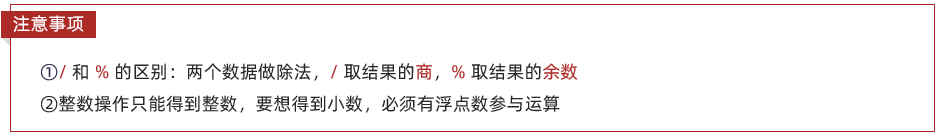 注意事项
①/ 和 % 的区别：两个数据做除法，/ 取结果的商，% 取结果的余数
②整数操作只能得到整数，要想得到小数，必须有浮点数参与运算